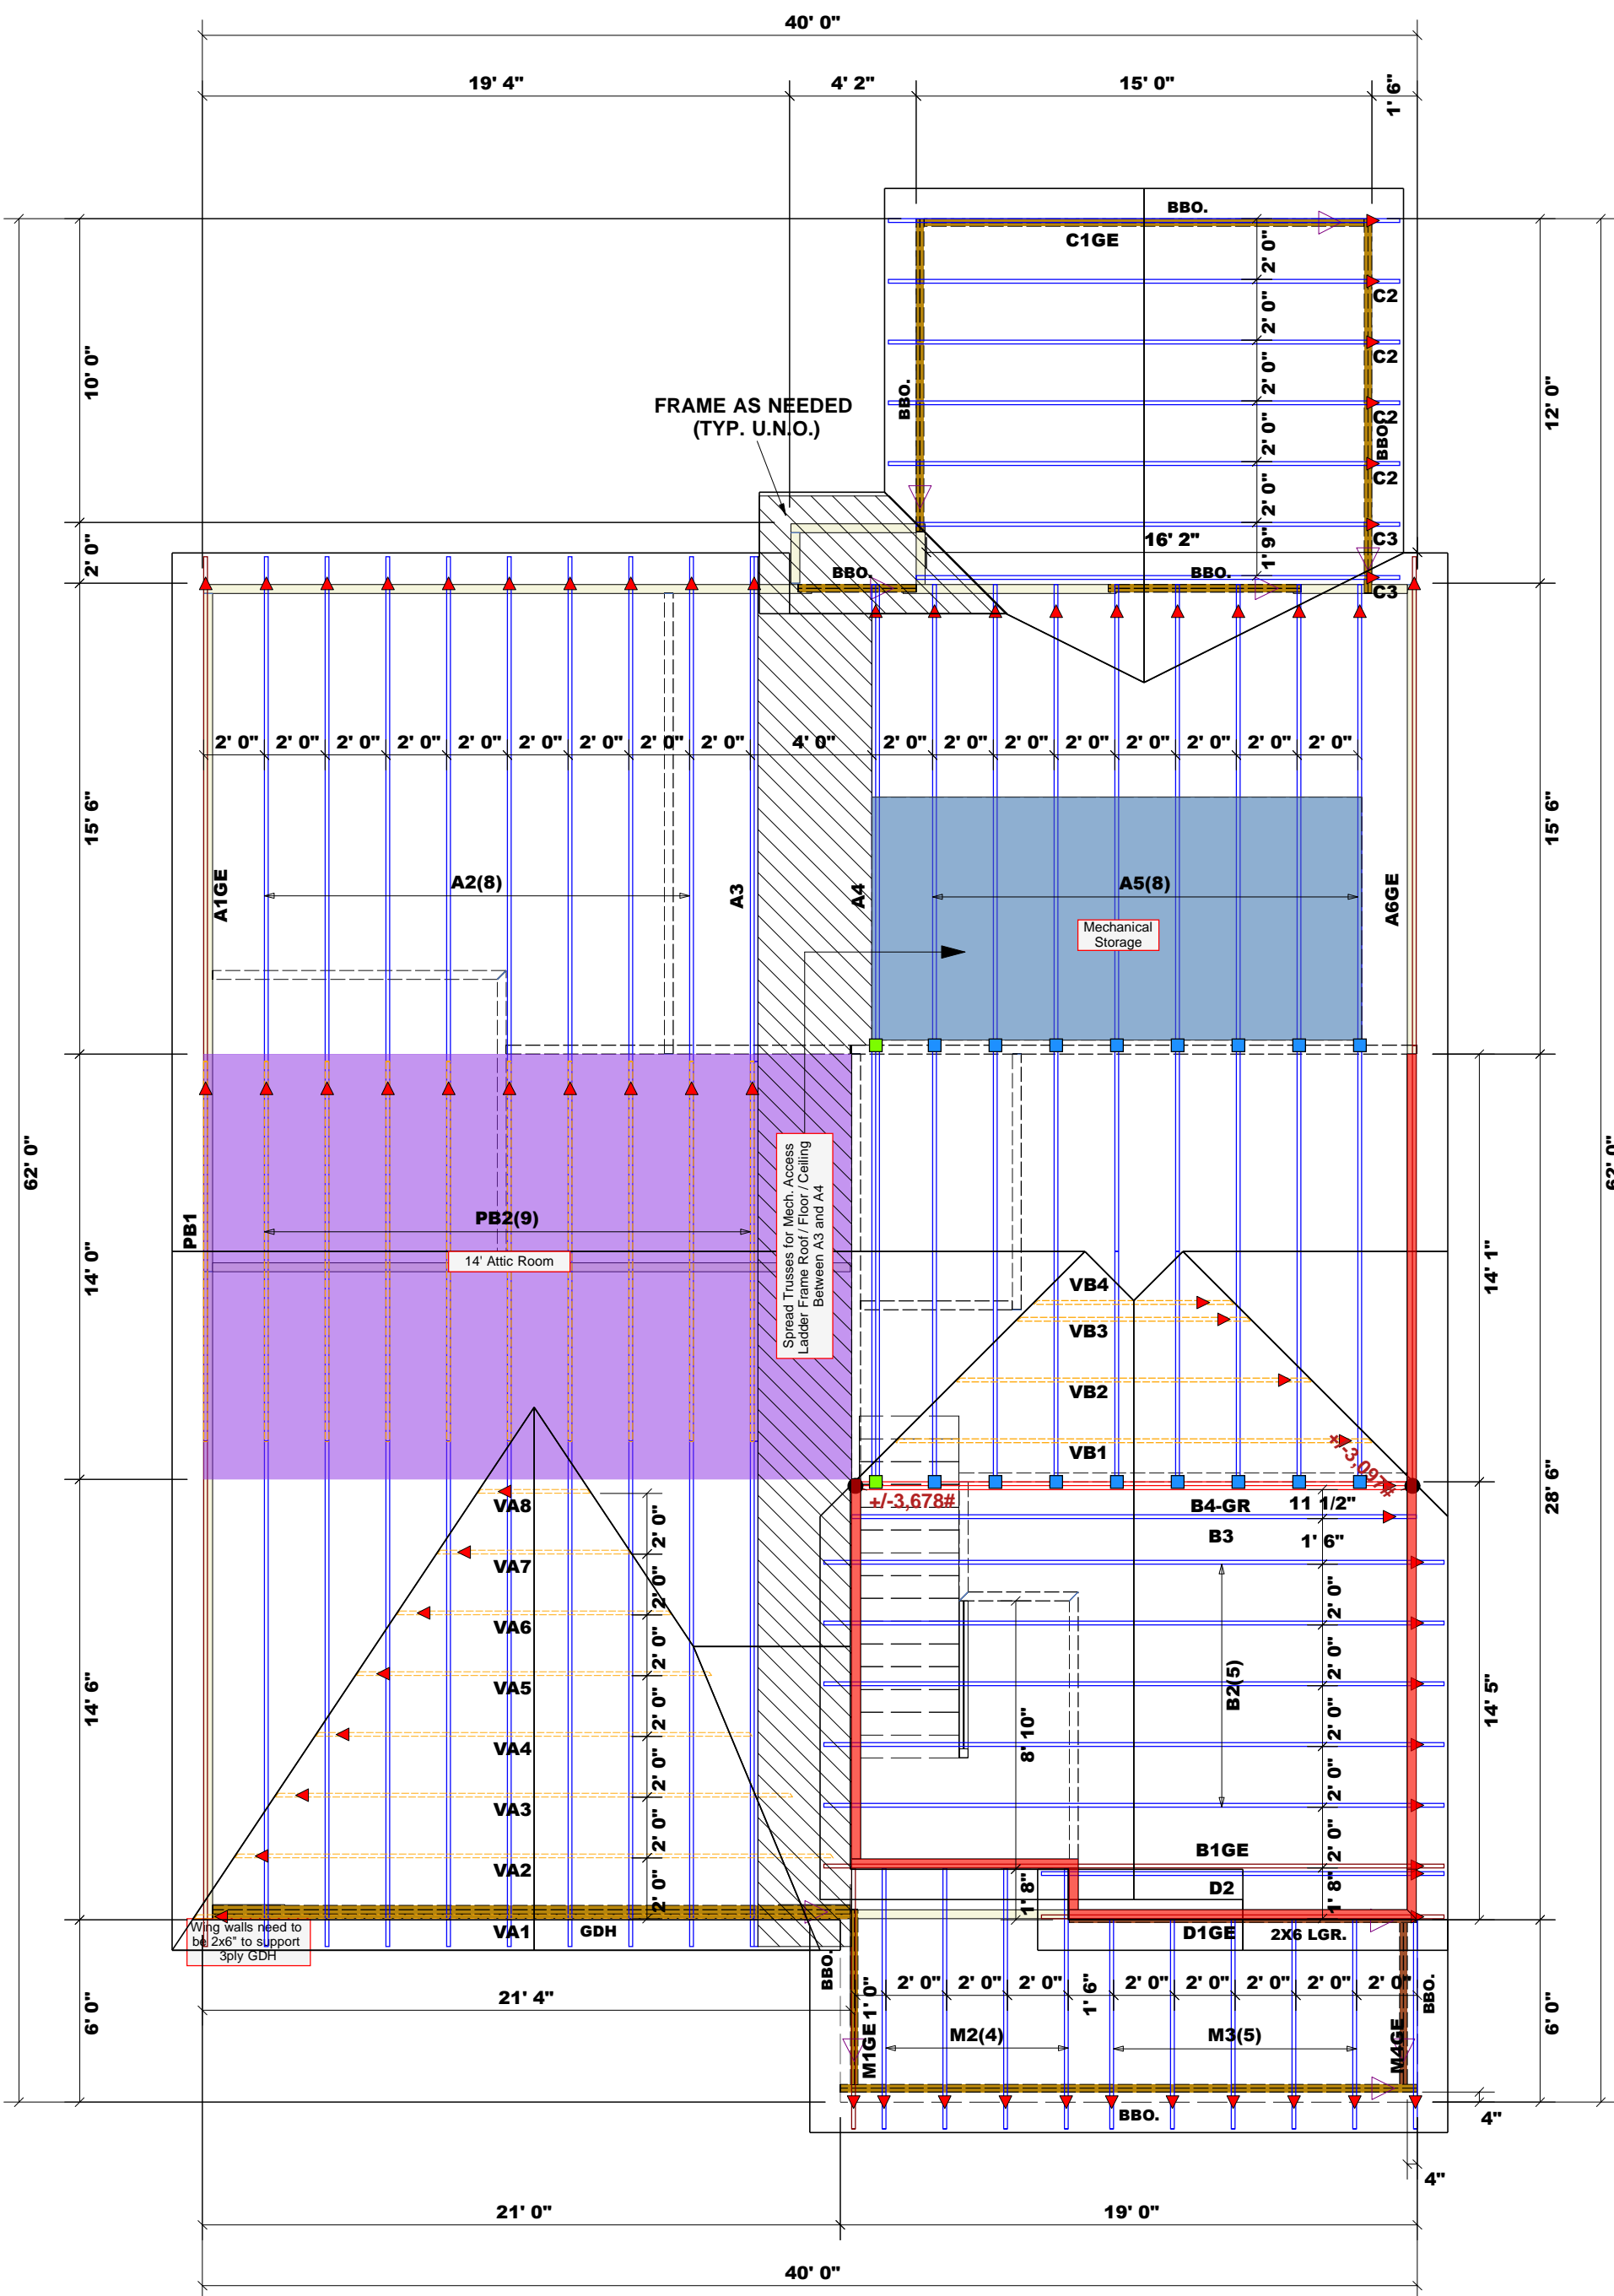 40' 0"
19' 4"
4' 2"
15' 0"
1' 6"
BBO.
C1GE
2' 0"
C2
2' 0"
C2
2' 0"
C2
2' 0"
C2
2' 0"
C3
1' 9"
C3
BBO.
BBO.
10' 0"
12' 0"
FRAME AS NEEDED
(TYP. U.N.O.)
2' 0"
16' 2"
BBO.
BBO.
2' 0"
2' 0"
2' 0"
2' 0"
2' 0"
2' 0"
2' 0"
2' 0"
2' 0"
4' 0"
2' 0"
2' 0"
2' 0"
2' 0"
2' 0"
2' 0"
2' 0"
2' 0"
15' 6"
15' 6"
A1GE
A2(8)
A3
A4
A5(8)
A6GE
Mechanical
Storage
62' 0"
62' 0"
Spread Trusses for Mech. Access
Ladder Frame Roof / Floor / Ceiling
Between A3 and A4
PB1
PB2(9)
14' Attic Room
14' 0"
14' 1"
VB4
VB3
VB2
VB1
+/-3,097#
+/-3,678#
B4-GR
11 1/2"
B3
1' 6"
28' 6"
VA8
2' 0"
VA7
2' 0"
VA6
2' 0"
VA5
2' 0"
VA4
2' 0"
VA3
2' 0"
VA2
2' 0"
VA1
GDH
14' 6"
2' 0"
2' 0"
2' 0"
2' 0"
2' 0"
B2(5)
8' 10"
14' 5"
B1GE
1' 8"
D2
1' 8"
D1GE
2X6 LGR.
Wing walls need to
be 2x6" to support
3ply GDH
BBO.
BBO.
21' 4"
1' 0"
2' 0"
2' 0"
2' 0"
1' 6"
2' 0"
2' 0"
2' 0"
2' 0"
2' 0"
M1GE
M2(4)
M3(5)
M4GE
6' 0"
6' 0"
BBO.
4"
4"
21' 0"
19' 0"
40' 0"